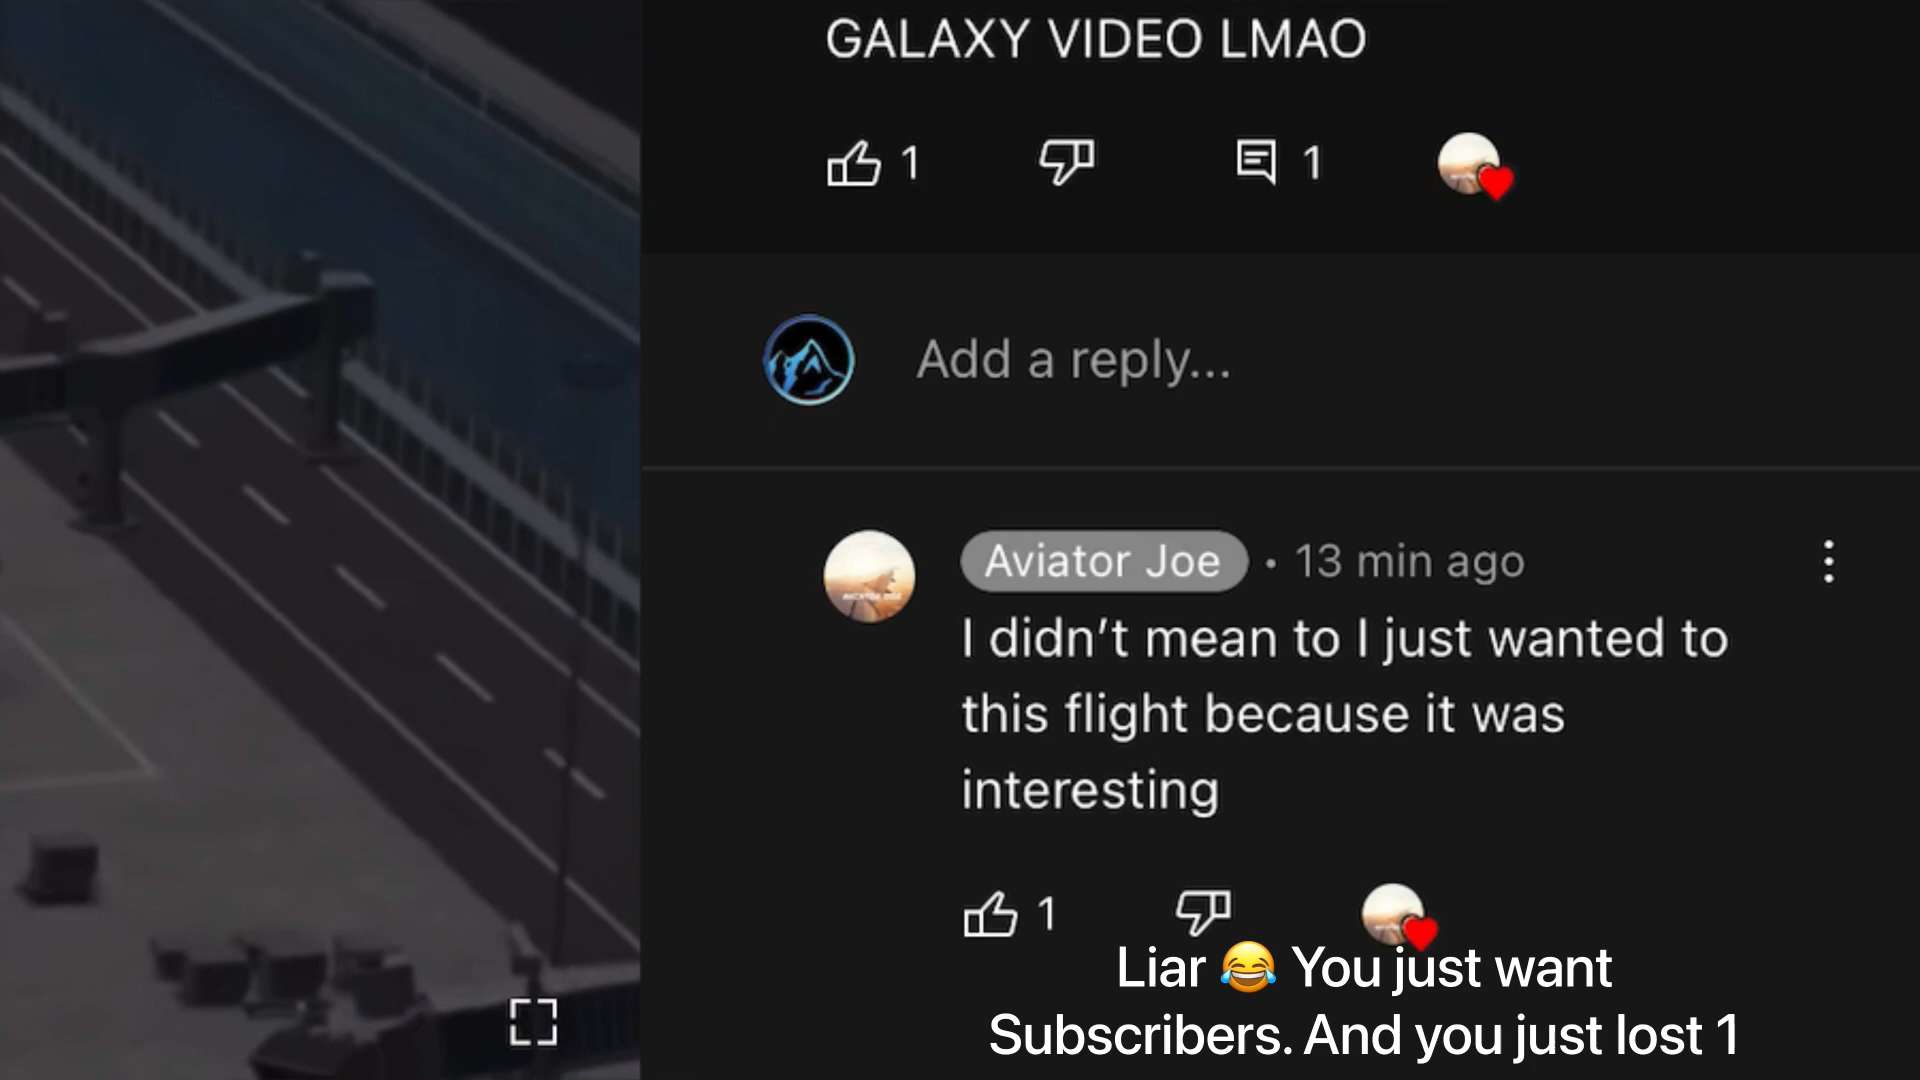 GALAXY VIDEO LMAO
1
1
Add a reply...
Aviator Joe • 13 min ago
I didn't mean to I just wanted to
this flight because it was
interesting
1
Liar 😂 You just want
Subscribers. And you just lost 1